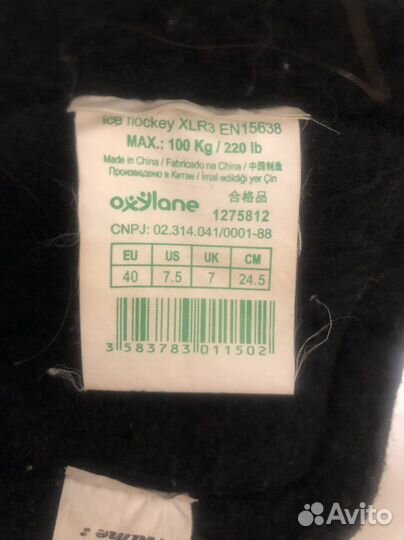 Ice hockey XLR3 EN15638
MAX.: 100 Kg / 220 lb
Made in China / Fabricado na China / 中国制造
Произведено в Китае / İmal edildiği yer Çin
oxylane 合格品
1275812
CNPJ: 02.314.041/0001-88
EU US UK CM
40 7.5 7 24.5
3 583783 011502
Avito